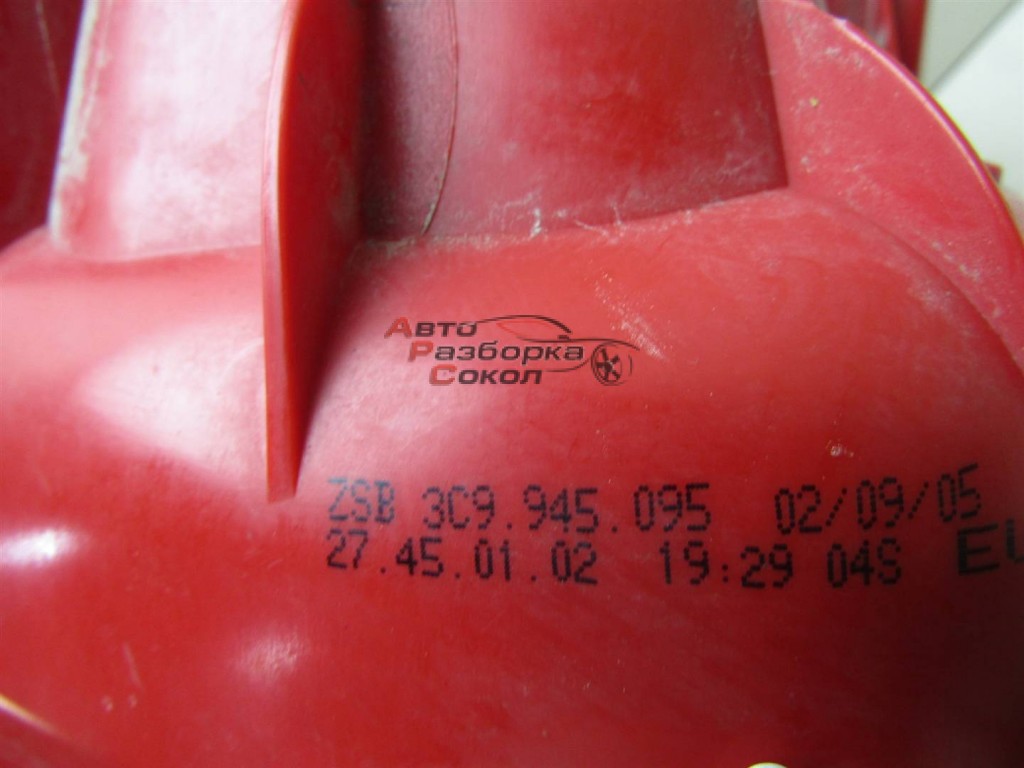 Авто
Разборка
Сокол
ZSB 3C9.945.095 02/09/05
27.45.01.02 19:29 04S